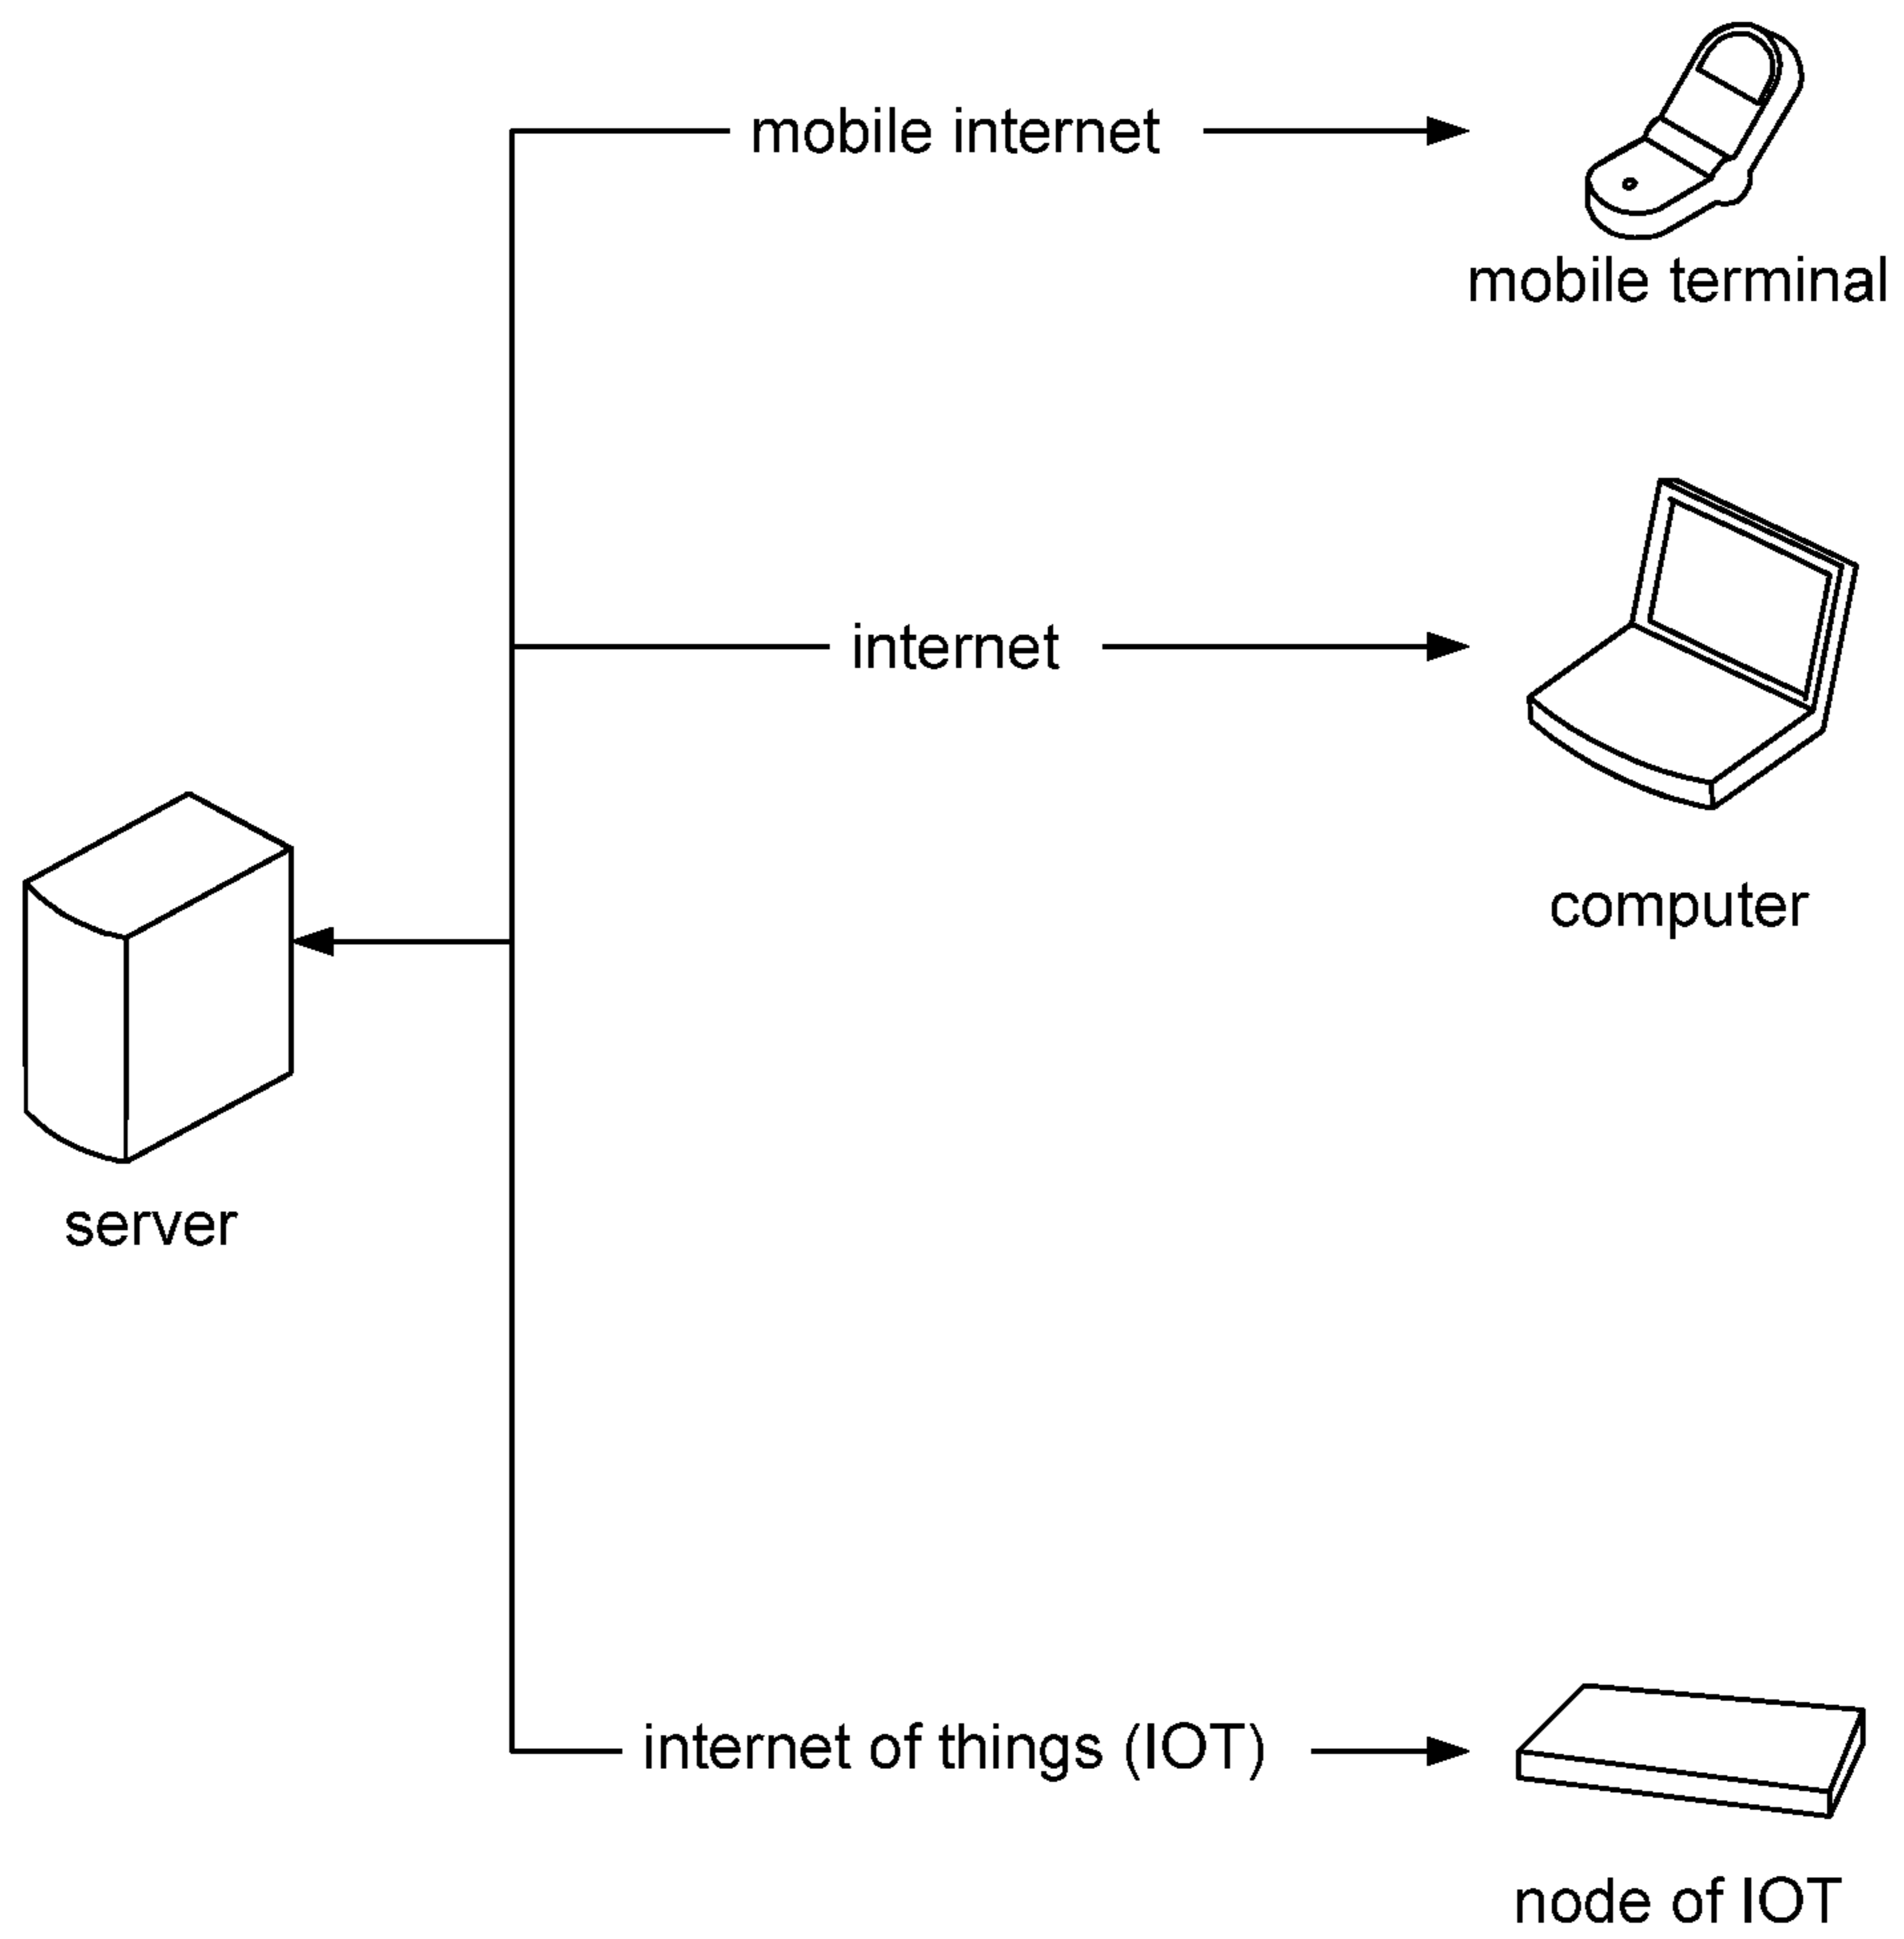 mobile internet
mobile terminal
internet
computer
server
internet of things (IOT)
node of IOT